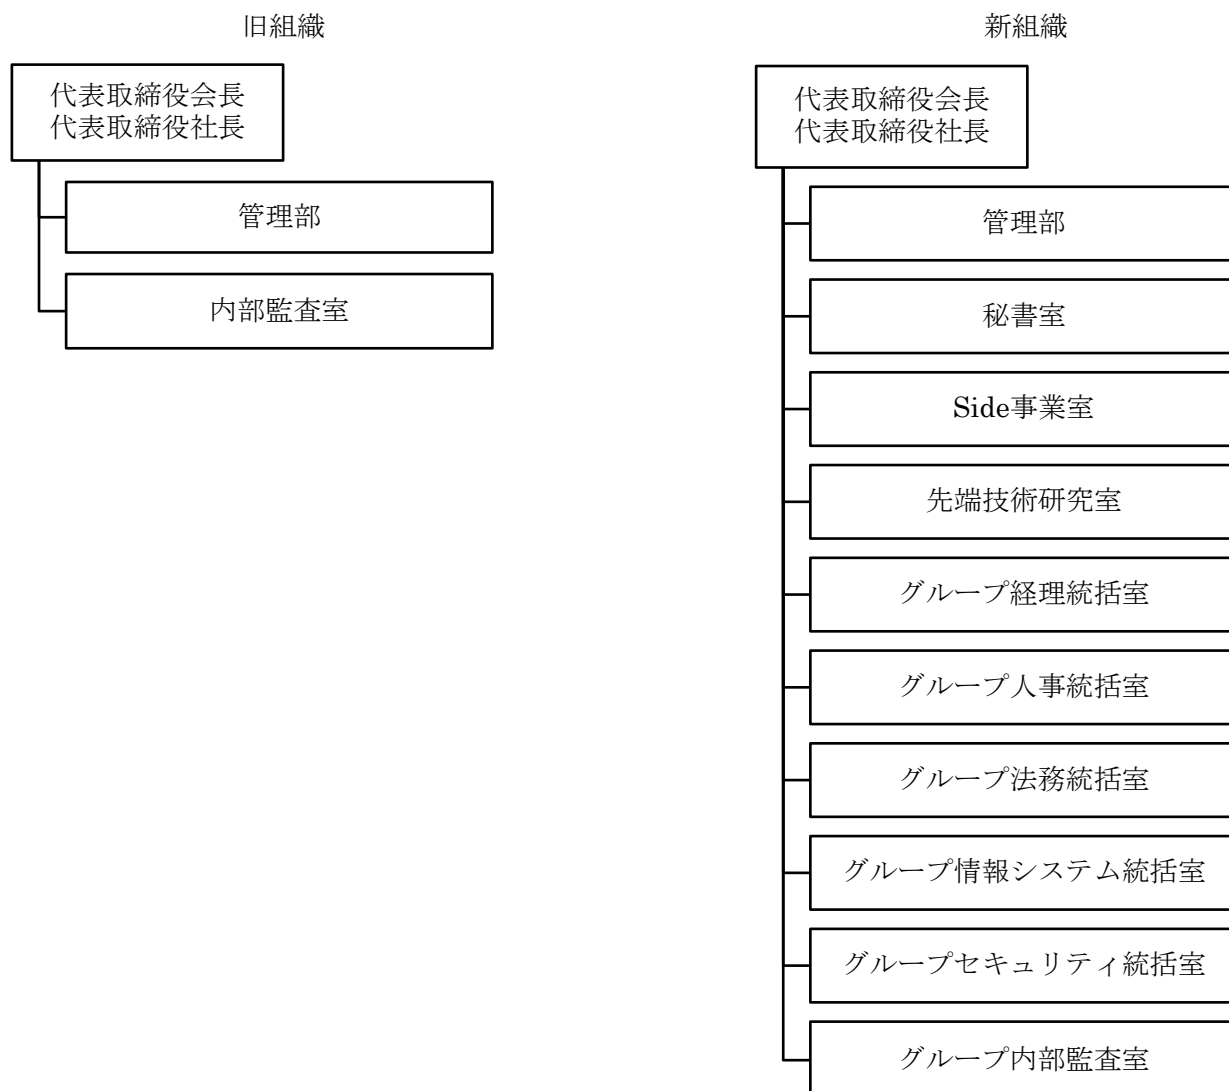 旧組織
代表取締役会長
代表取締役社長
管理部
内部監査室
新組織
代表取締役会長
代表取締役社長
管理部
秘書室
Side事業室
先端技術研究室
グループ経理統括室
グループ人事統括室
グループ法務統括室
グループ情報システム統括室
グループセキュリティ統括室
グループ内部監査室